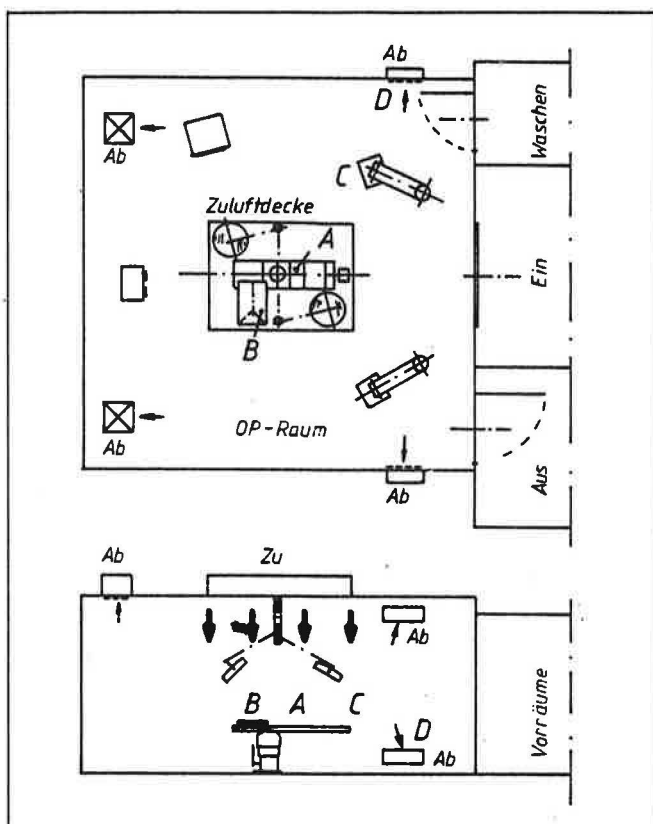 Ab
D
Waschen
Ab
C
Zuluftdecke
A
Ein
B
Ab
OP-Raum
Ab
Aus
Ab
Zu
Ab
B A C
D
Ab
Vorräume